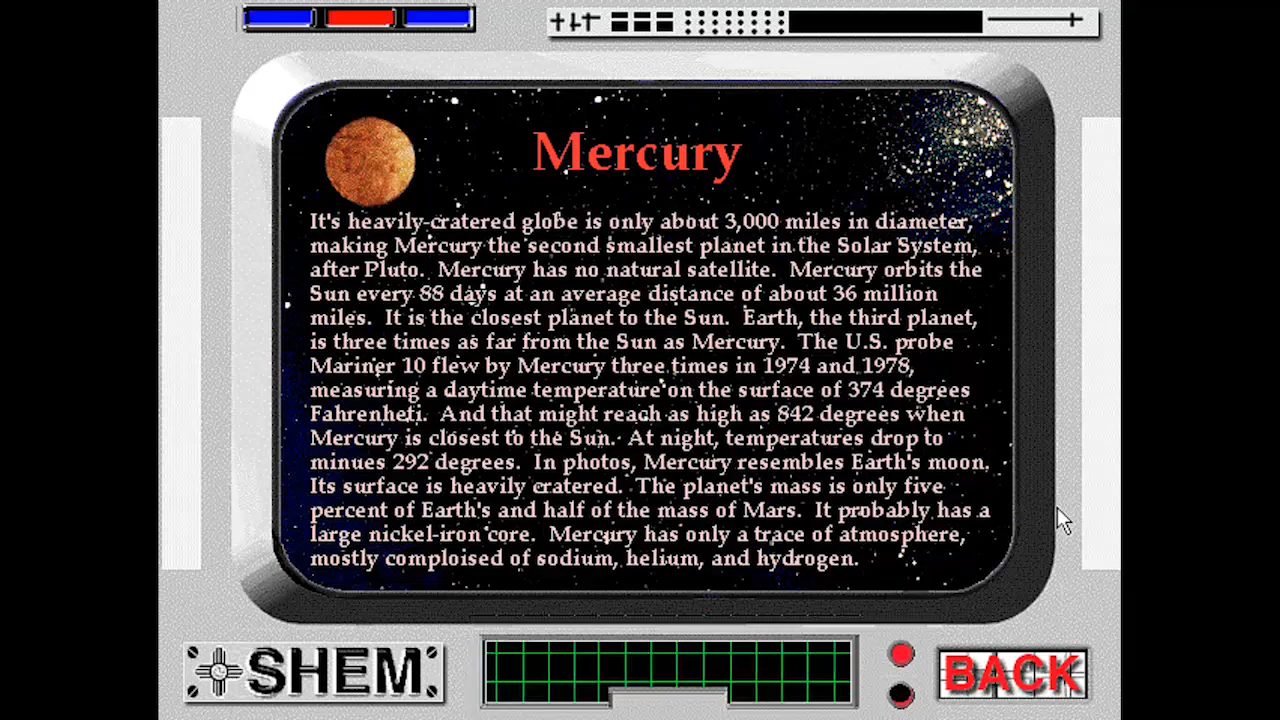 Mercury
It's heavily-cratered globe is only about 3,000 miles in diameter,
making Mercury the second smallest planet in the Solar System,
after Pluto.  Mercury has no natural satellite.  Mercury orbits the
Sun every 88 days at an average distance of about 36 million
miles.  It is the closest planet to the Sun.  Earth, the third planet,
is three times as far from the Sun as Mercury.  The U.S. probe
Mariner 10 flew by Mercury three times in 1974 and 1978,
measuring a daytime temperature on the surface of 374 degrees
Fahrenheti.  And that might reach as high as 842 degrees when
Mercury is closest to the Sun.  At night, temperatures drop to
minues 292 degrees.  In photos, Mercury resembles Earth's moon.
Its surface is heavily cratered.  The planet's mass is only five
percent of Earth's and half of the mass of Mars.  It probably has a
large nickel-iron core.  Mercury has only a trace of atmosphere,
mostly comploised of sodium, helium, and hydrogen.
SHEM
BACK